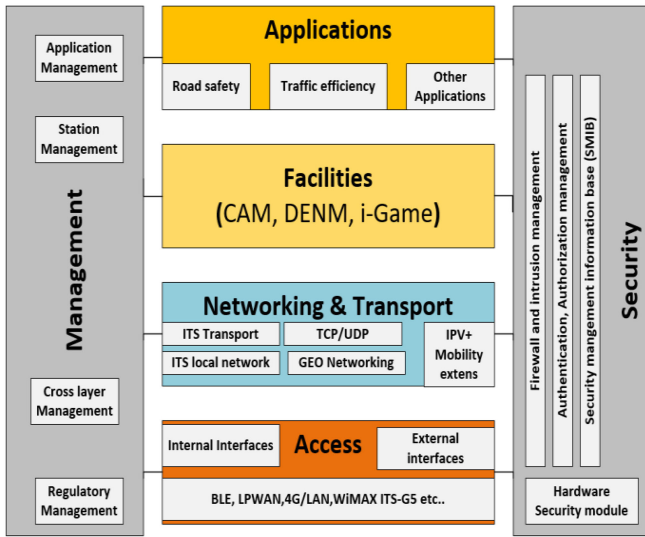 Management
Application
Management
Station
Management
Cross layer
Management
Regulatory
Management
Applications
Road safety
Traffic efficiency
Other
Applications
Facilities
(CAM, DENM, i-Game)
Networking & Transport
ITS Transport
TCP/UDP
ITS local network
GEO Networking
IPV+
Mobility
extens
Access
Internal Interfaces
External
interfaces
BLE, LPWAN,4G/LAN,WiMAX ITS-G5 etc..
Firewall and intrusion management
Authentication, Authorization management
Security mangement information base (SMIB)
Security
Hardware
Security module